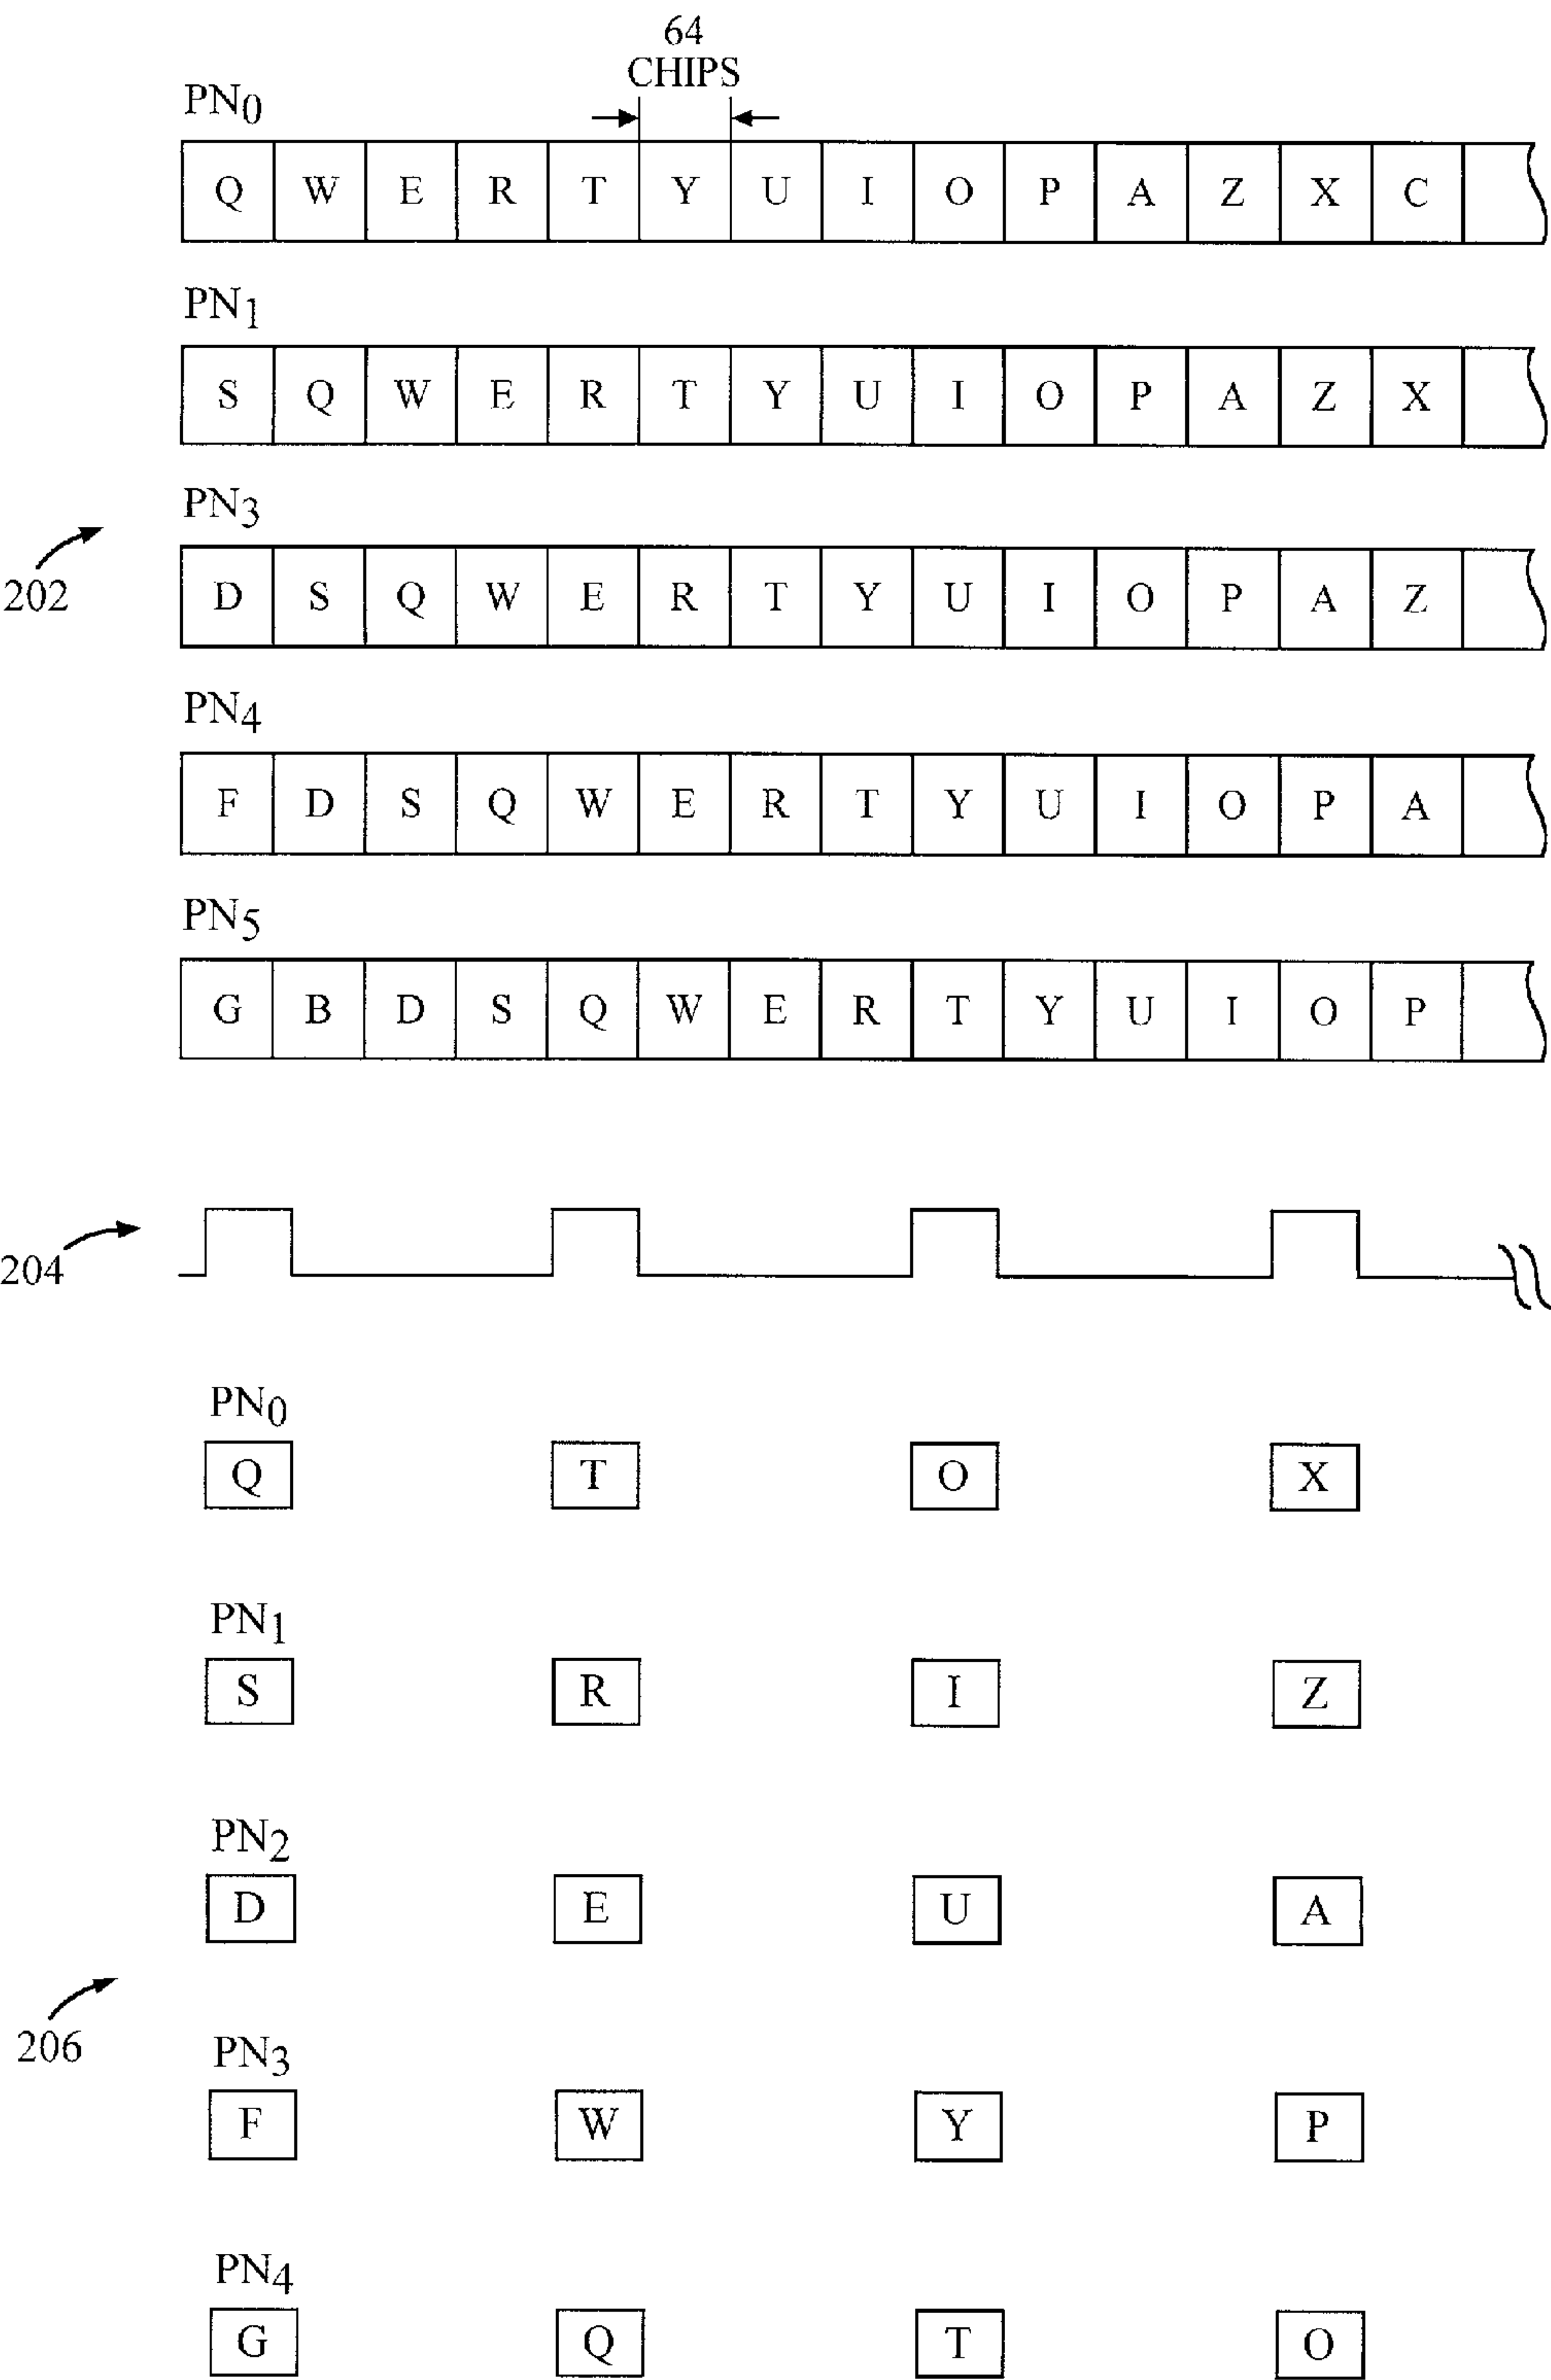 64
CHIPS
PN0
Q W E R T Y U I O P A Z X C
PN1
S Q W E R T Y U I O P A Z X
PN3
D S Q W E R T Y U I O P A Z
202
PN4
F D S Q W E R T Y U I O P A
PN5
G B D S Q W E R T Y U I O P
204
PN0
Q T O X
PN1
S R I Z
PN2
D E U A
206
PN3
F W Y P
PN4
G Q T O